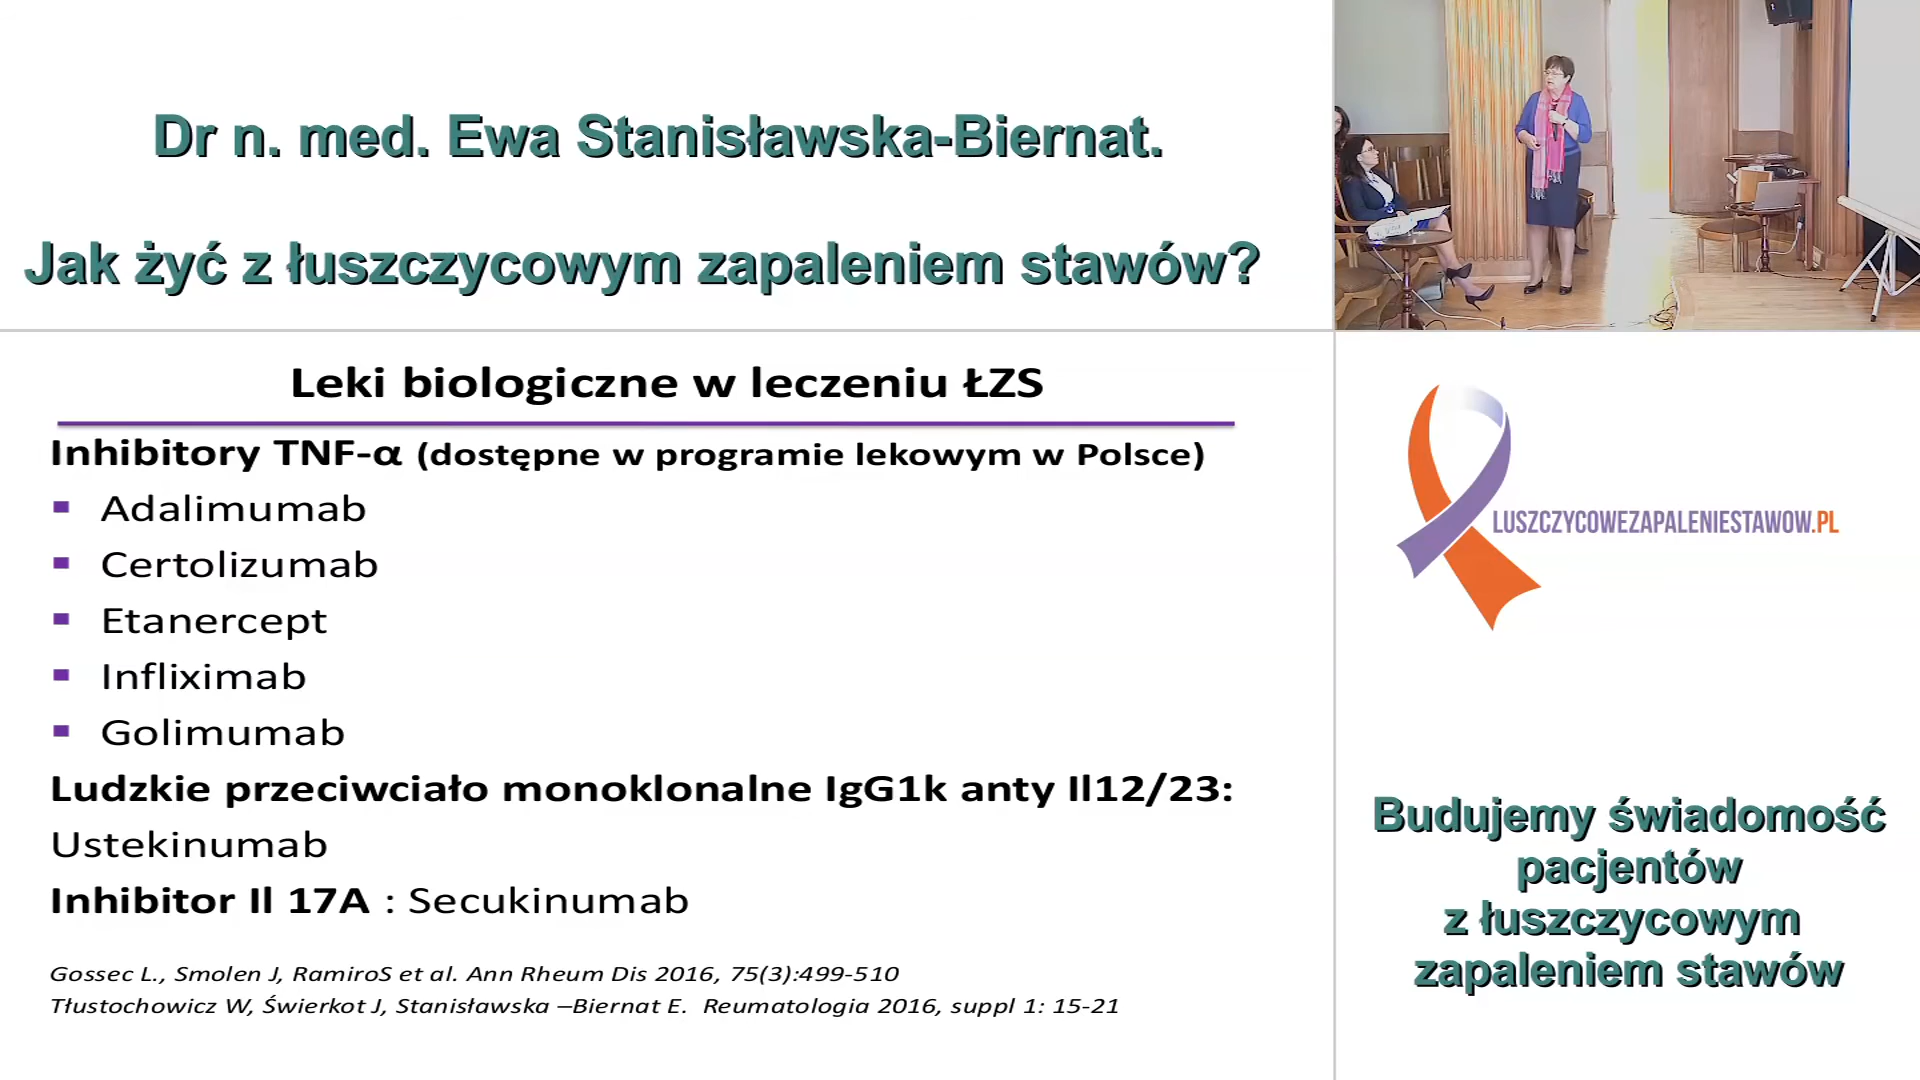 Dr n. med. Ewa Stanisławska-Biernat.
Jak żyć z łuszczycowym zapaleniem stawów?
Leki biologiczne w leczeniu ŁZS
Inhibitory TNF-α (dostępne w programie lekowym w Polsce)
Adalimumab
Certolizumab
Etanercept
Infliximab
Golimumab
Ludzkie przeciwciało monoklonalne IgG1k anty Il12/23:
Ustekinumab
Inhibitor Il 17A : Secukinumab
Gossec L., Smolen J, RamiroS et al. Ann Rheum Dis 2016, 75(3):499-510
Tłustochowicz W, Świerkot J, Stanisławska –Biernat E.  Reumatologia 2016, suppl 1: 15-21
LUSZCZYCOWEZAPALENIESTAWOW.PL
Budujemy świadomość
pacjentów
z łuszczycowym
zapaleniem stawów